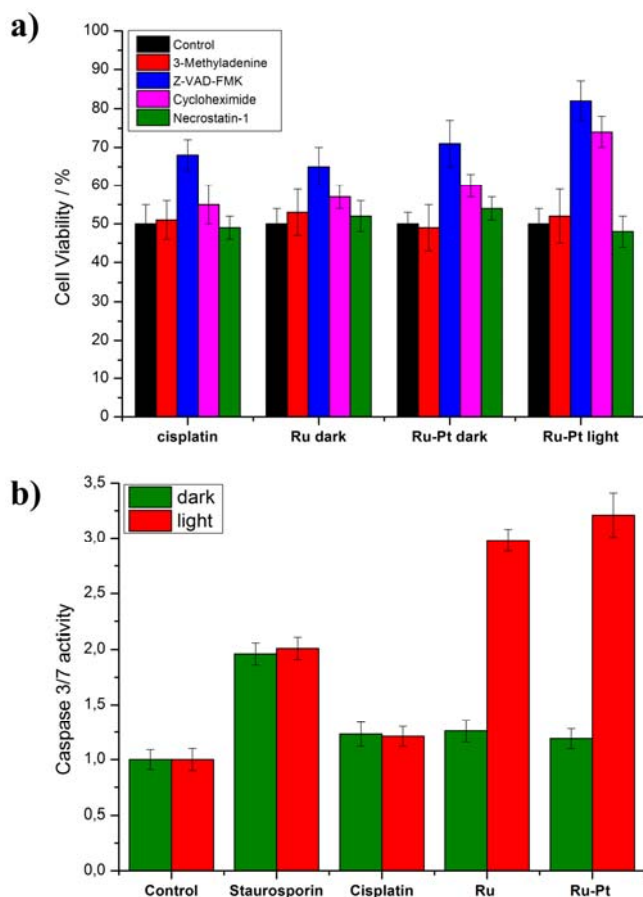 a)
Control
3-Methyladenine
Z-VAD-FMK
Cycloheximide
Necrostatin-1
100
90
80
70
60
50
40
30
20
10
0
Cell Viability / %
cisplatin Ru dark Ru-Pt dark Ru-Pt light
b)
dark
light
3,5
3,0
2,5
2,0
1,5
1,0
0,5
0,0
Caspase 3/7 activity
Control Staurosporin Cisplatin Ru Ru-Pt